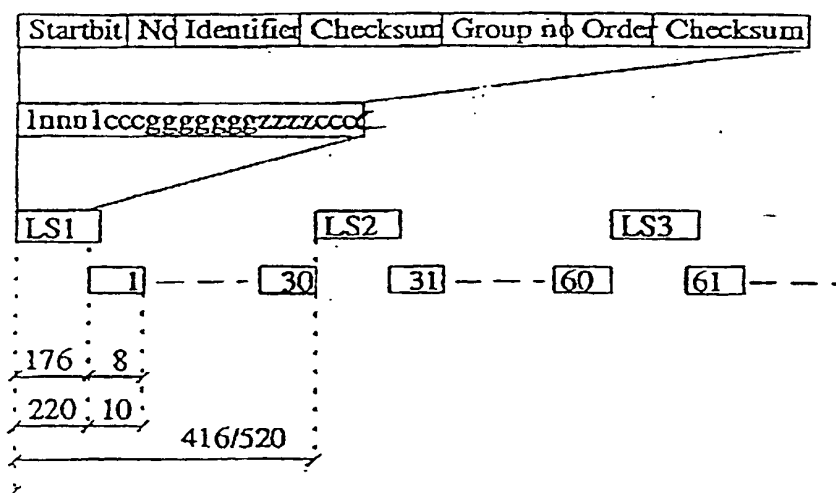 Startbit No Identifier Checksum Group no Order Checksum
1nnn1cccggggggggzzzzcccc
LS1 LS2 LS3
1 30 31 60 61
176 8
220 10
416/520